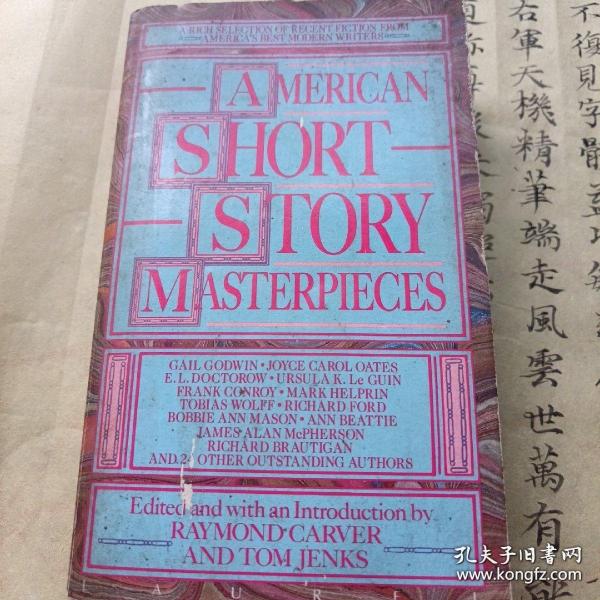 A RICH SELECTION OF RECENT FICTION FROM
AMERICA'S BEST MODERN WRITERS
AMERICAN
SHORT
STORY
MASTERPIECES
GAIL GODWIN • JOYCE CAROL OATES
E. L. DOCTOROW • URSULA K. Le GUIN
FRANK CONROY • MARK HELPRIN
TOBIAS WOLFF • RICHARD FORD
BOBBIE ANN MASON • ANN BEATTIE
JAMES ALAN McPHERSON
RICHARD BRAUTIGAN
AND 24 OTHER OUTSTANDING AUTHORS
Edited and with an Introduction by
RAYMOND CARVER
AND TOM JENKS
LAUREL
不復見字體
右軍天機精筆端走風雲世萬有
孔夫子旧书网
www.kongfz.com